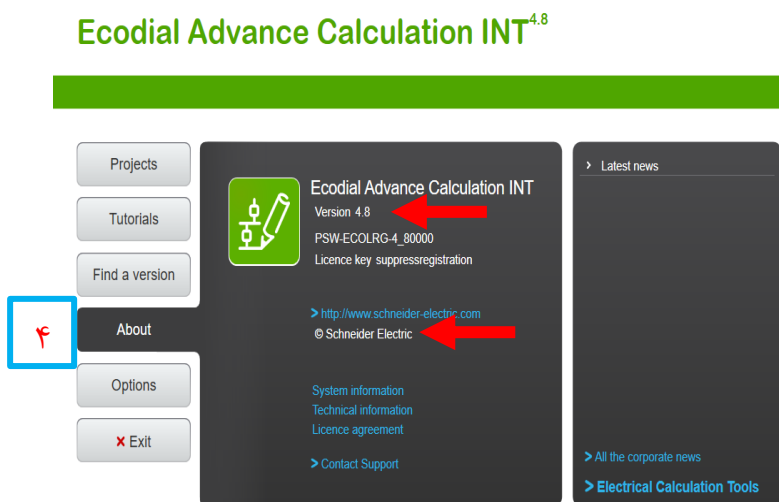 Ecodial Advance Calculation INT4.8
Projects
Tutorials
Find a version
۴
About
Options
× Exit
Ecodial Advance Calculation INT
Version 4.8
PSW-ECOLRG-4_80000
Licence key suppressregistration
> http://www.schneider-electric.com
© Schneider Electric
System information
Technical information
Licence agreement
> Contact Support
> Latest news
> All the corporate news
> Electrical Calculation Tools